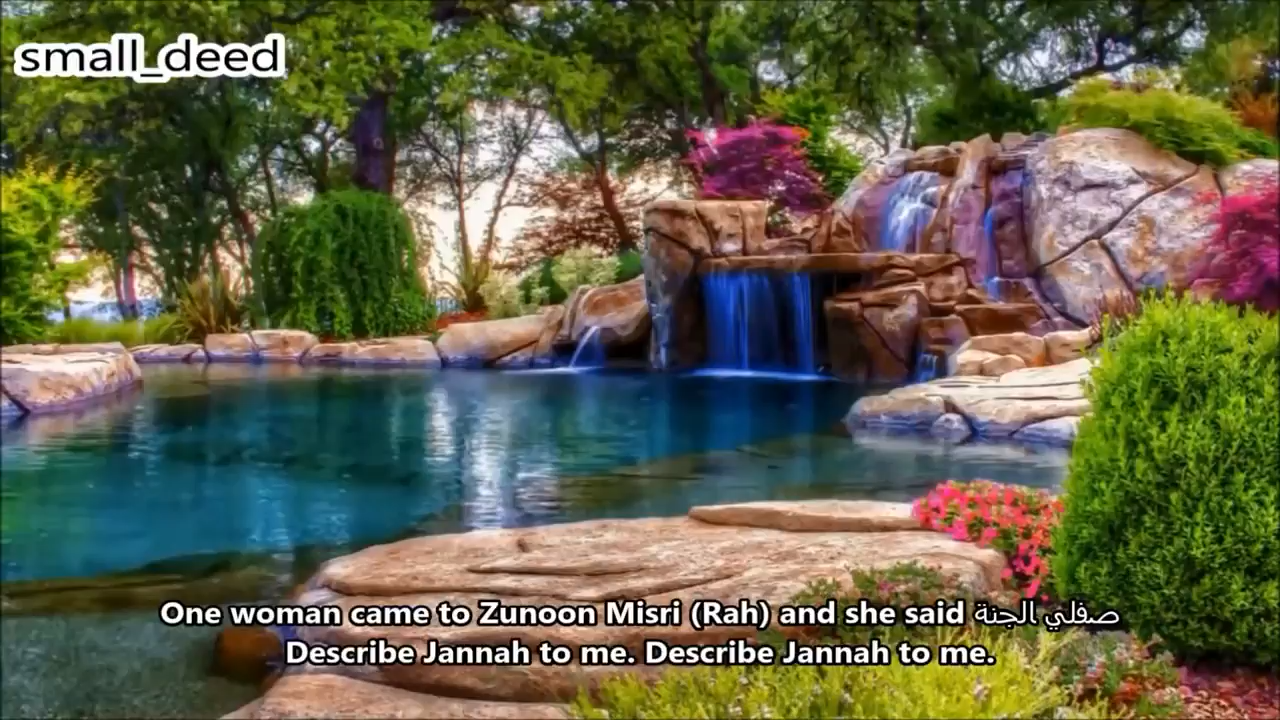 small_deed
One woman came to Zunoon Misri (Rah) and she said صفلي الجنة
Describe Jannah to me. Describe Jannah to me.